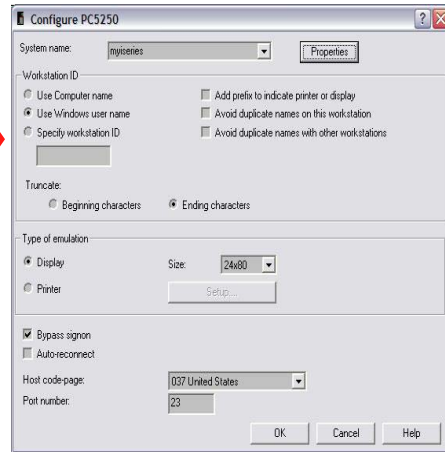 Configure PC5250
System name: myiseries Properties
Workstation ID
Use Computer name Add prefix to indicate printer or display
Use Windows user name Avoid duplicate names on this workstation
Specify workstation ID Avoid duplicate names with other workstations
Truncate:
Beginning characters Ending characters
Type of emulation
Display Size: 24x80
Printer Setup...
Bypass signon
Auto-reconnect
Host code-page: 037 United States
Port number: 23
OK Cancel Help